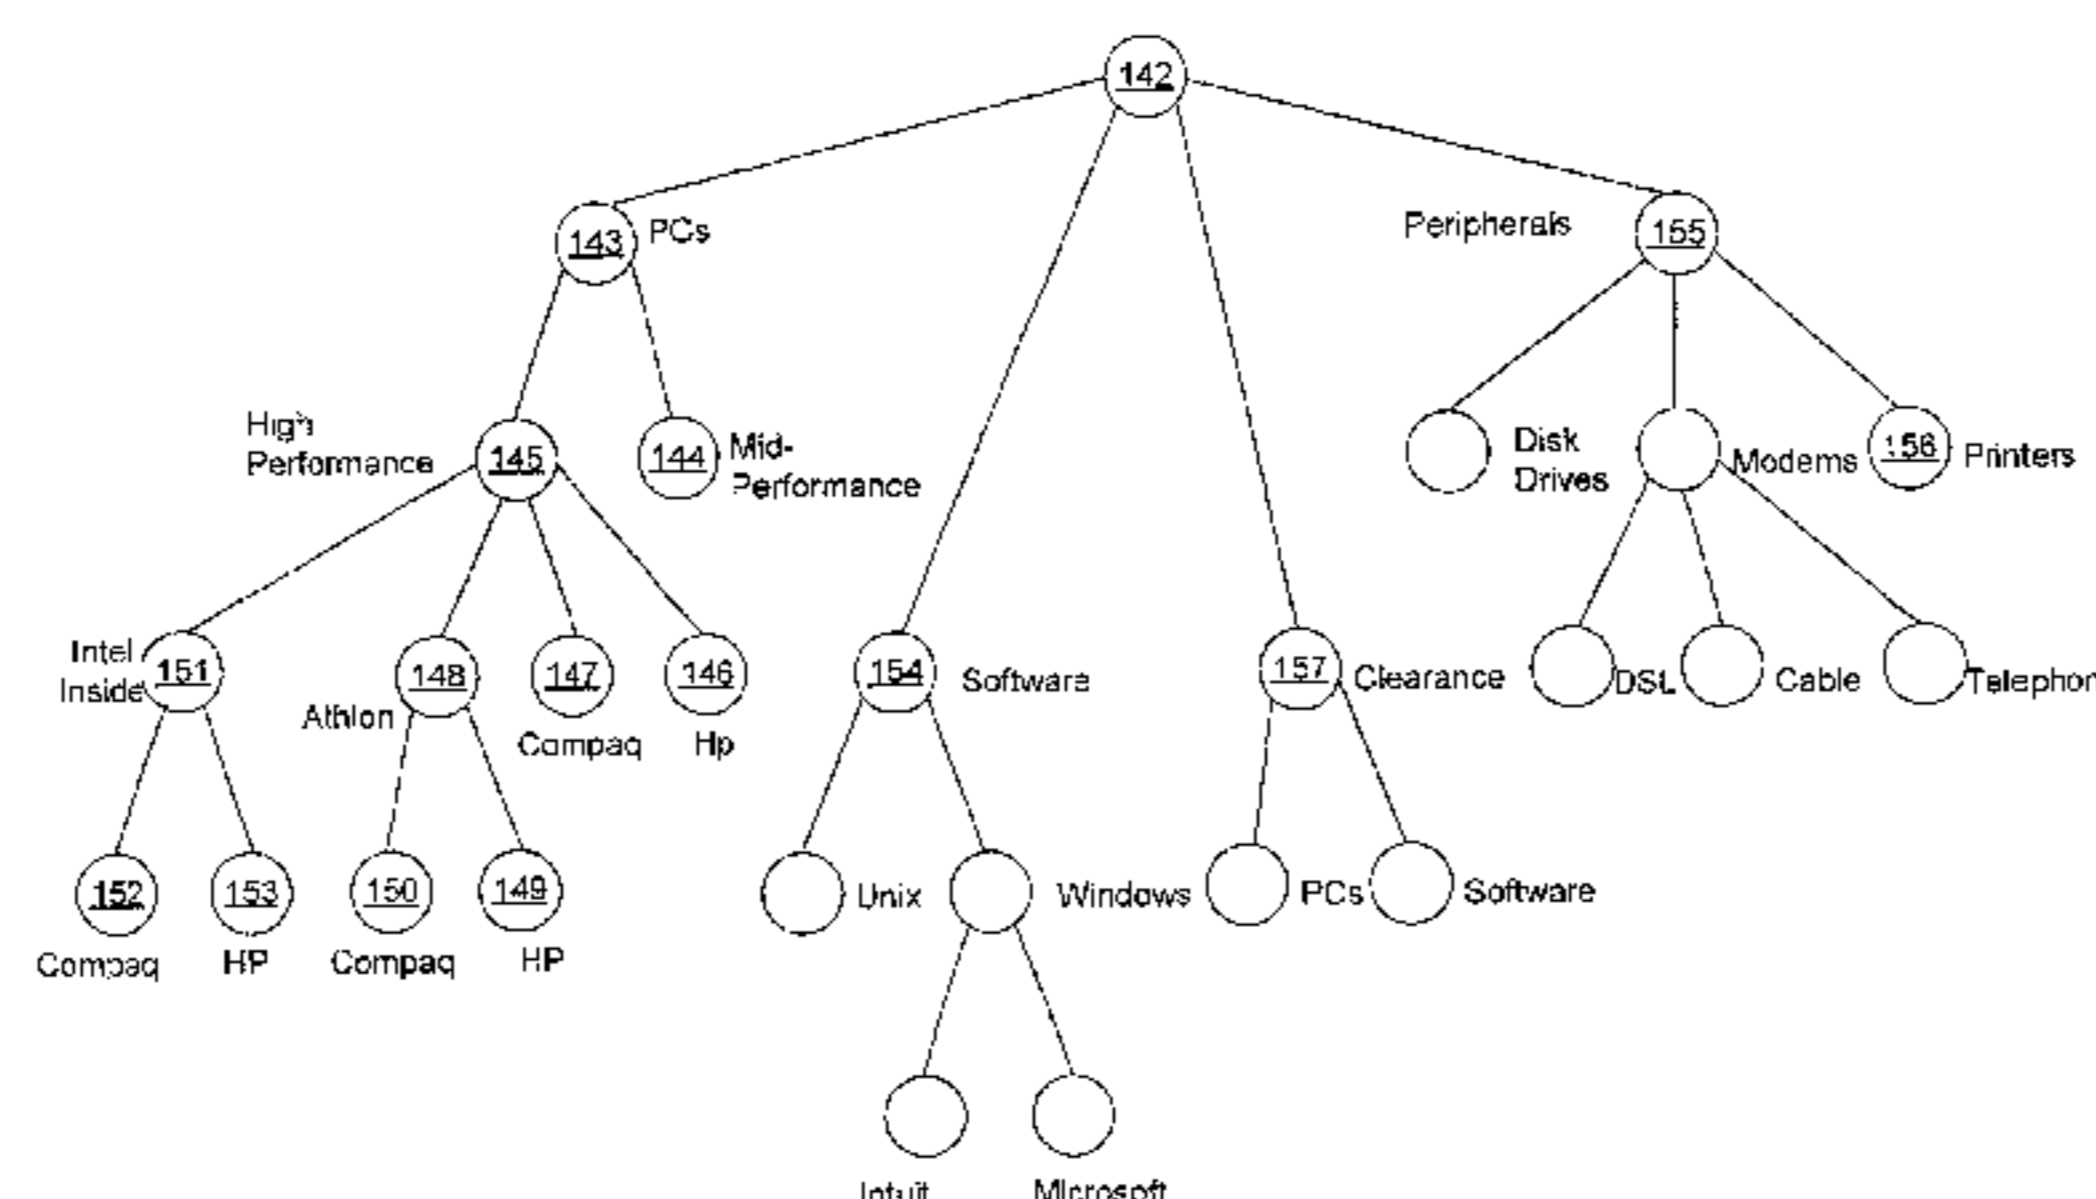 142
143 PCs
Peripherals 155
High
Performance
145
144
Mid-
Performance
Disk
Drives
Modems
156 Printers
Intel
Inside
151
Athlon
148
147
Compaq
146
Hp
154 Software
157 Clearance
DSL
Cable
Telephon
152
Compaq
153
HP
150
Compaq
149
HP
Unix
Windows
PCs
Software
Intuit
Microsoft